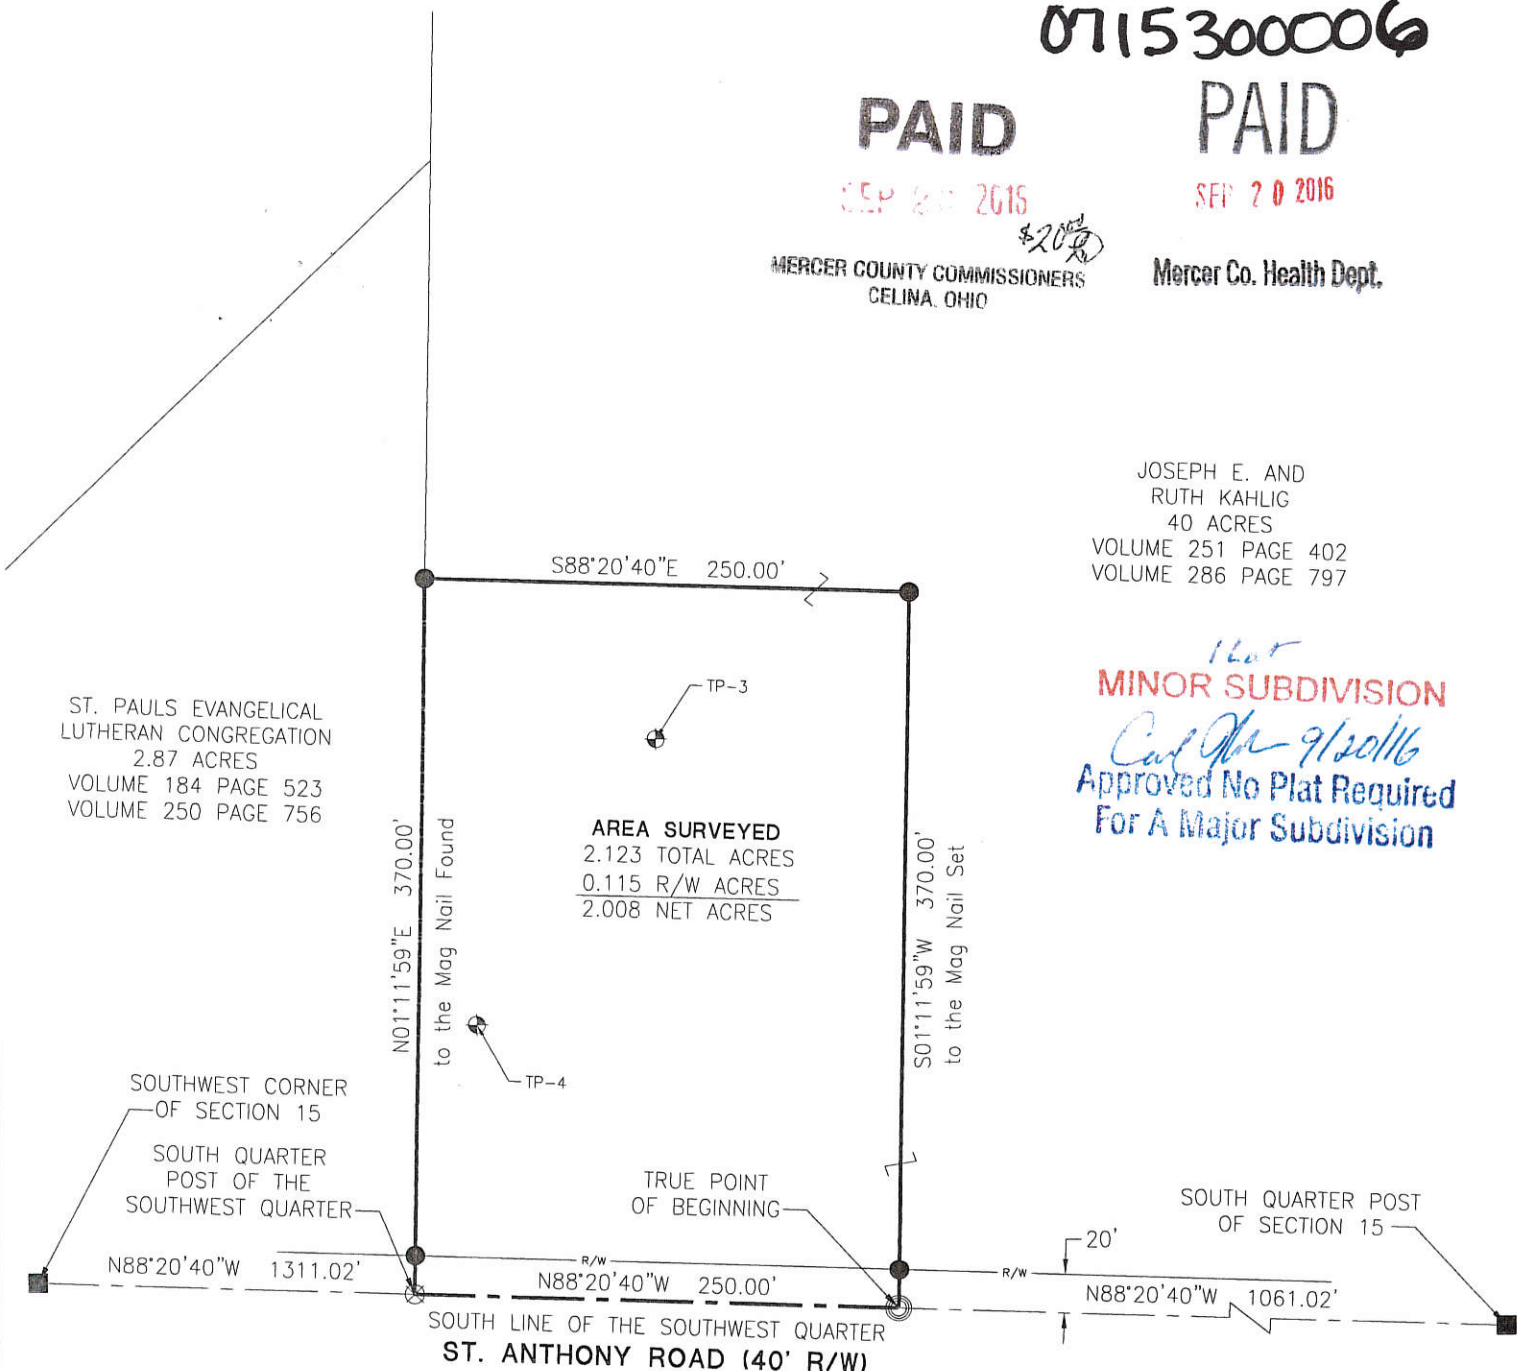 0715300006
PAID
PAID
SEP 2016
SEP 20 2016
MERCER COUNTY COMMISSIONERS
CELINA, OHIO
Mercer Co. Health Dept.
JOSEPH E. AND
RUTH KAHLIG
40 ACRES
VOLUME 251 PAGE 402
VOLUME 286 PAGE 797
S88°20'40"E 250.00'
1 Lot
MINOR SUBDIVISION
9/20/16
Approved No Plat Required
For A Major Subdivision
TP-3
ST. PAULS EVANGELICAL
LUTHERAN CONGREGATION
2.87 ACRES
VOLUME 184 PAGE 523
VOLUME 250 PAGE 756
AREA SURVEYED
2.123 TOTAL ACRES
0.115 R/W ACRES
2.008 NET ACRES
N01°11'59"E 370.00'
to the Mag Nail Found
S01°11'59"W 370.00'
to the Mag Nail Set
TP-4
SOUTHWEST CORNER
OF SECTION 15
SOUTH QUARTER
POST OF THE
SOUTHWEST QUARTER
TRUE POINT
OF BEGINNING
SOUTH QUARTER POST
OF SECTION 15
20'
N88°20'40"W 1311.02'
R/W
N88°20'40"W 250.00'
R/W
N88°20'40"W 1061.02'
SOUTH LINE OF THE SOUTHWEST QUARTER
ST. ANTHONY ROAD (40' R/W)